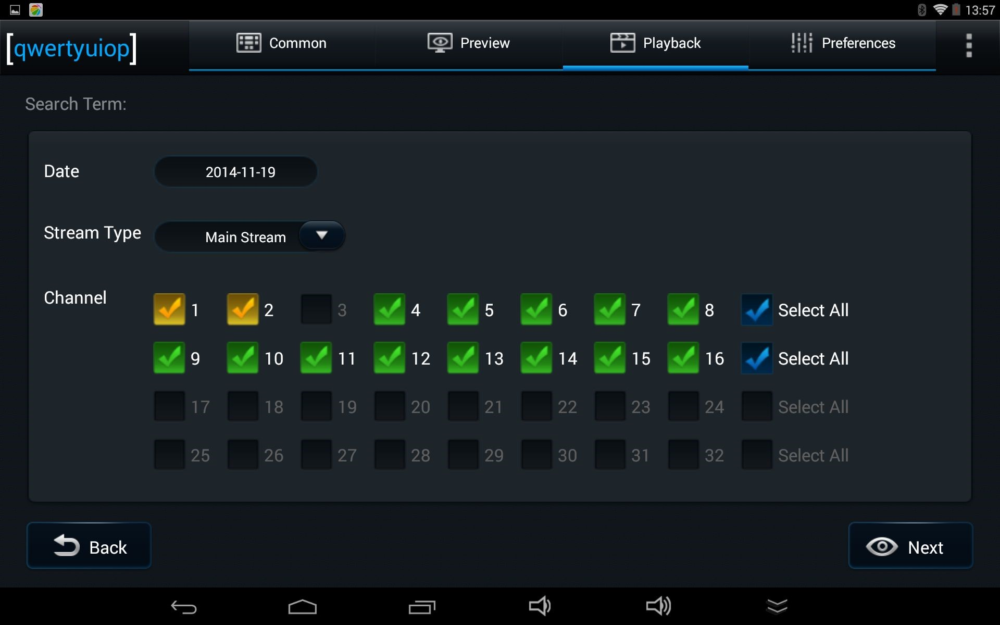 13:57
[qwertyuiop] Common Preview Playback Preferences
Search Term:
Date 2014-11-19
Stream Type Main Stream
Channel 1 2 3 4 5 6 7 8 Select All
9 10 11 12 13 14 15 16 Select All
17 18 19 20 21 22 23 24 Select All
25 26 27 28 29 30 31 32 Select All
Back Next